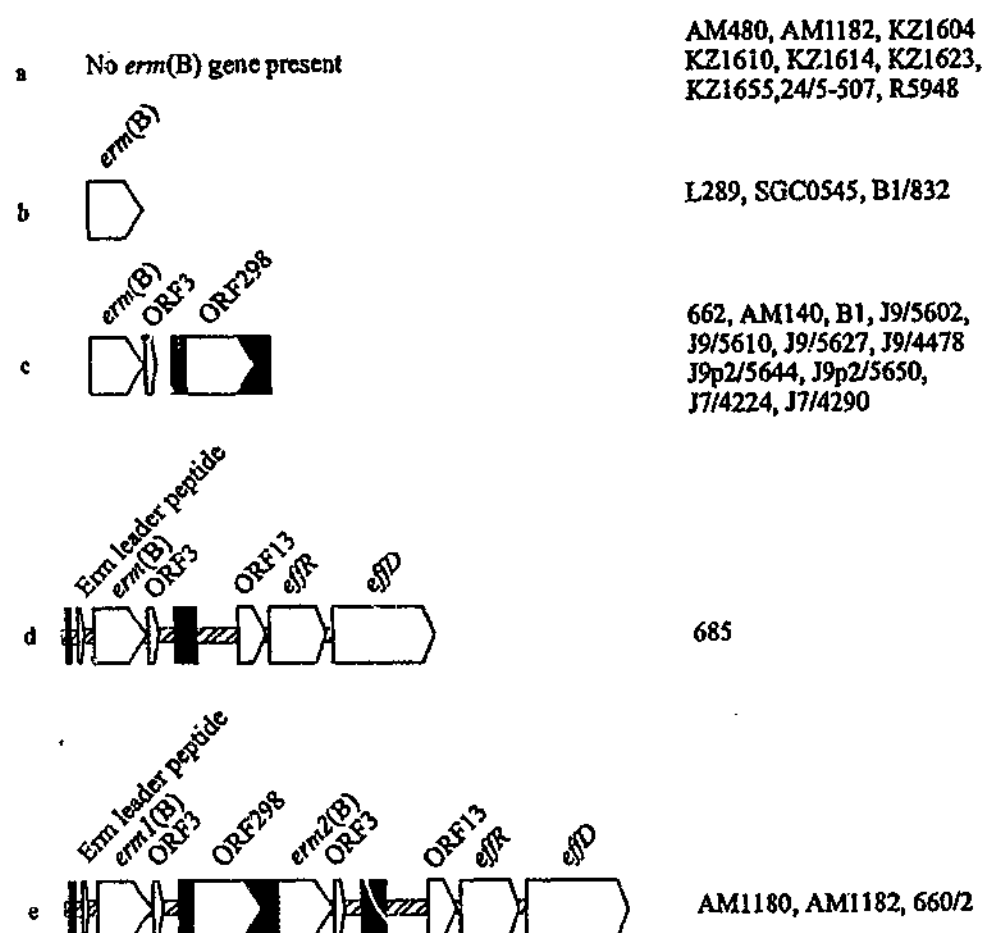 a No erm(B) gene present
AM480, AM1182, KZ1604
KZ1610, KZ1614, KZ1623,
KZ1655,24/5-507, R5948
erm(B)
b
L289, SGC0545, B1/832
erm(B)
ORF3
ORF298
c
662, AM140, B1, J9/5602,
J9/5610, J9/5627, J9/4478
J9p2/5644, J9p2/5650,
J7/4224, J7/4290
Erm leader peptide
erm(B)
ORF3
ORF13
effR
effD
d
685
Erm leader peptide
erm1(B)
ORF3
ORF298
erm2(B)
ORF3
ORF13
effR
effD
e
AM1180, AM1182, 660/2